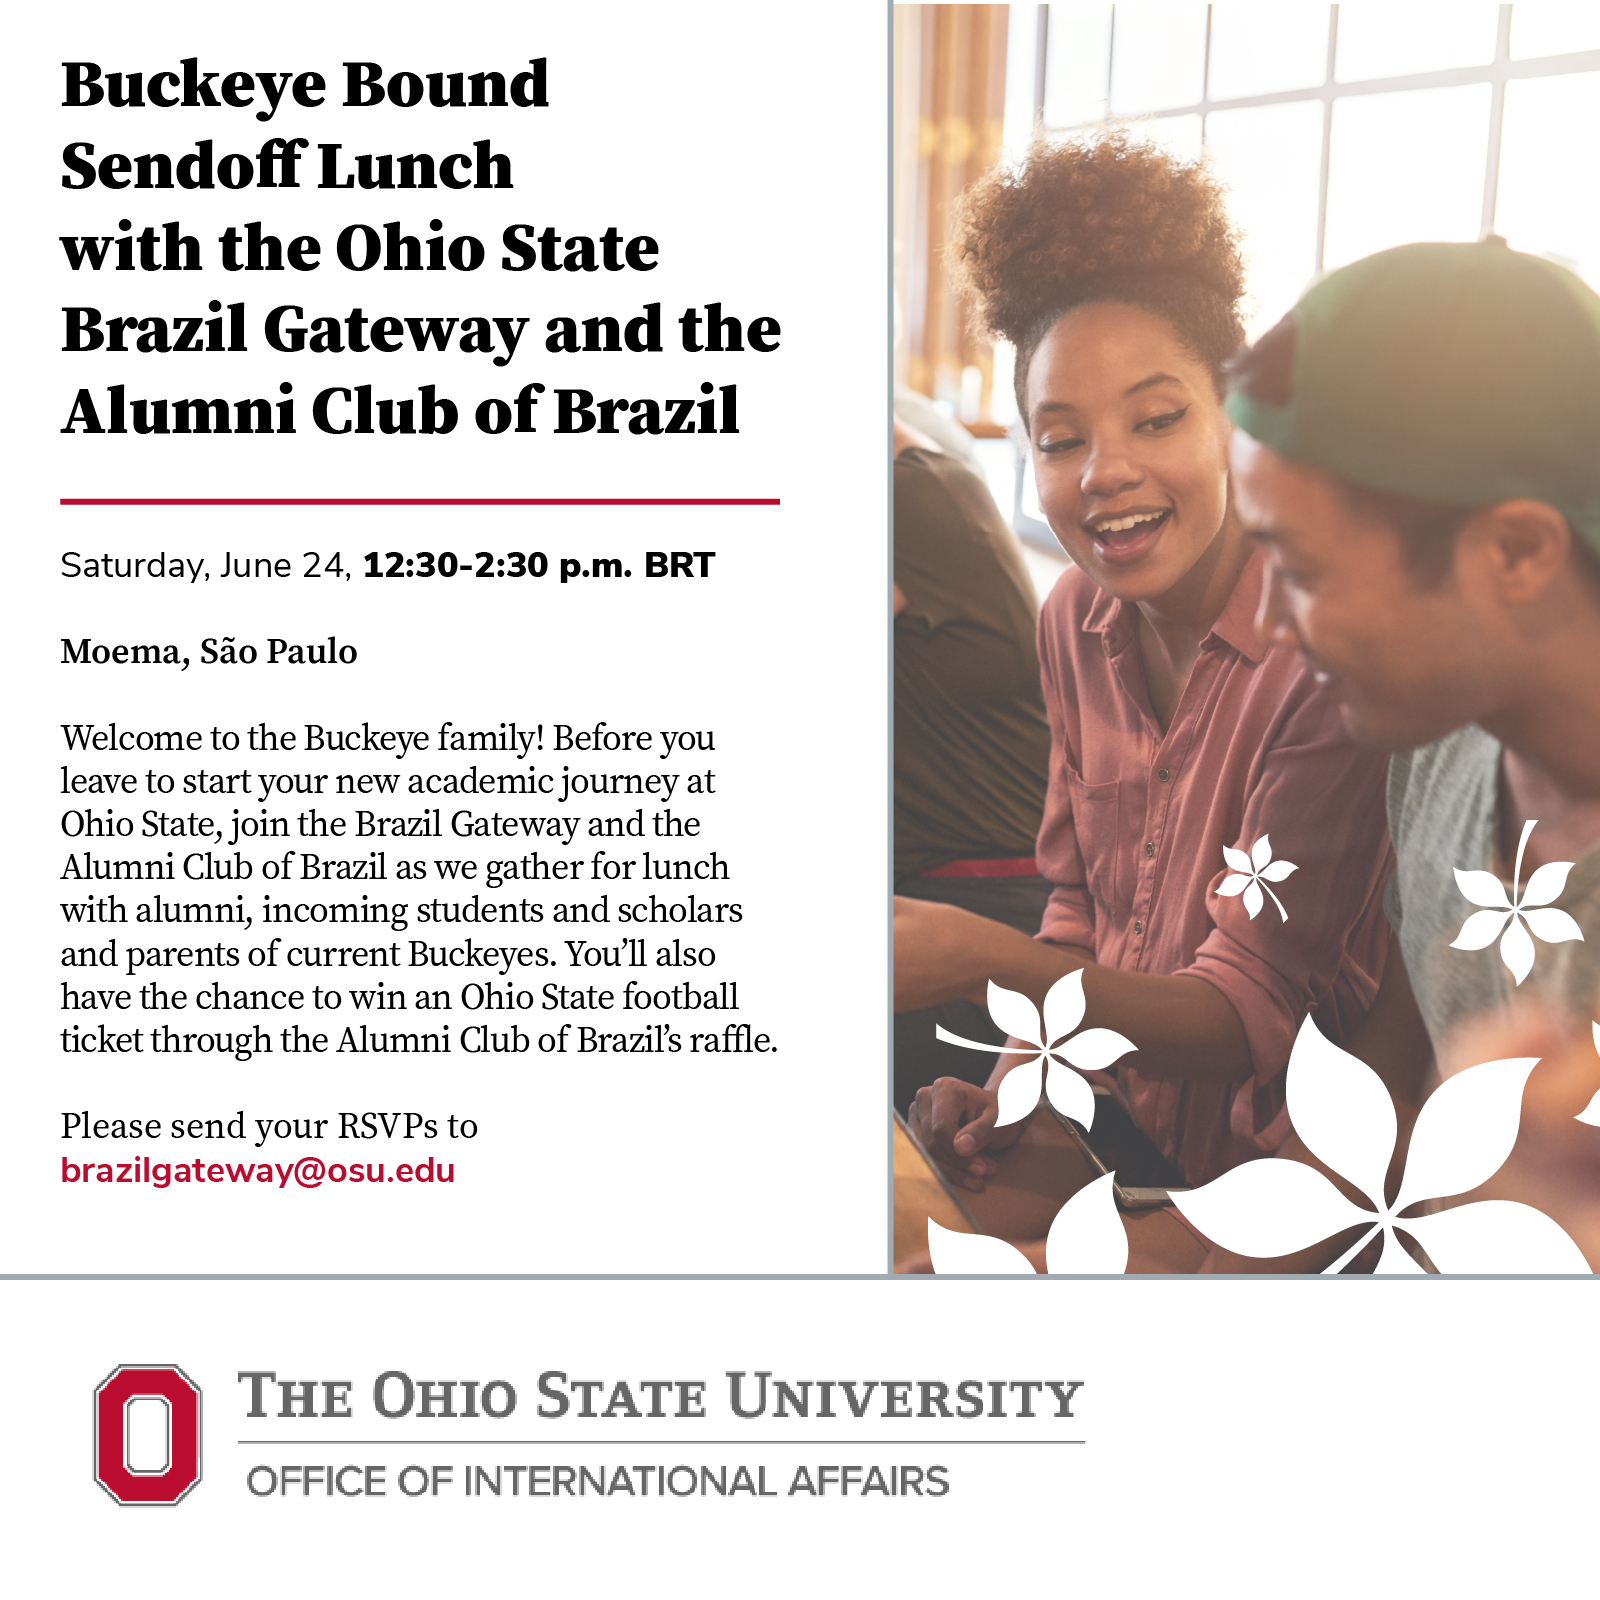 Buckeye Bound
Sendoff Lunch
with the Ohio State
Brazil Gateway and the
Alumni Club of Brazil
Saturday, June 24, 12:30-2:30 p.m. BRT
Moema, São Paulo
Welcome to the Buckeye family! Before you
leave to start your new academic journey at
Ohio State, join the Brazil Gateway and the
Alumni Club of Brazil as we gather for lunch
with alumni, incoming students and scholars
and parents of current Buckeyes. You’ll also
have the chance to win an Ohio State football
ticket through the Alumni Club of Brazil’s raffle.
Please send your RSVPs to
brazilgateway@osu.edu
THE OHIO STATE UNIVERSITY
OFFICE OF INTERNATIONAL AFFAIRS